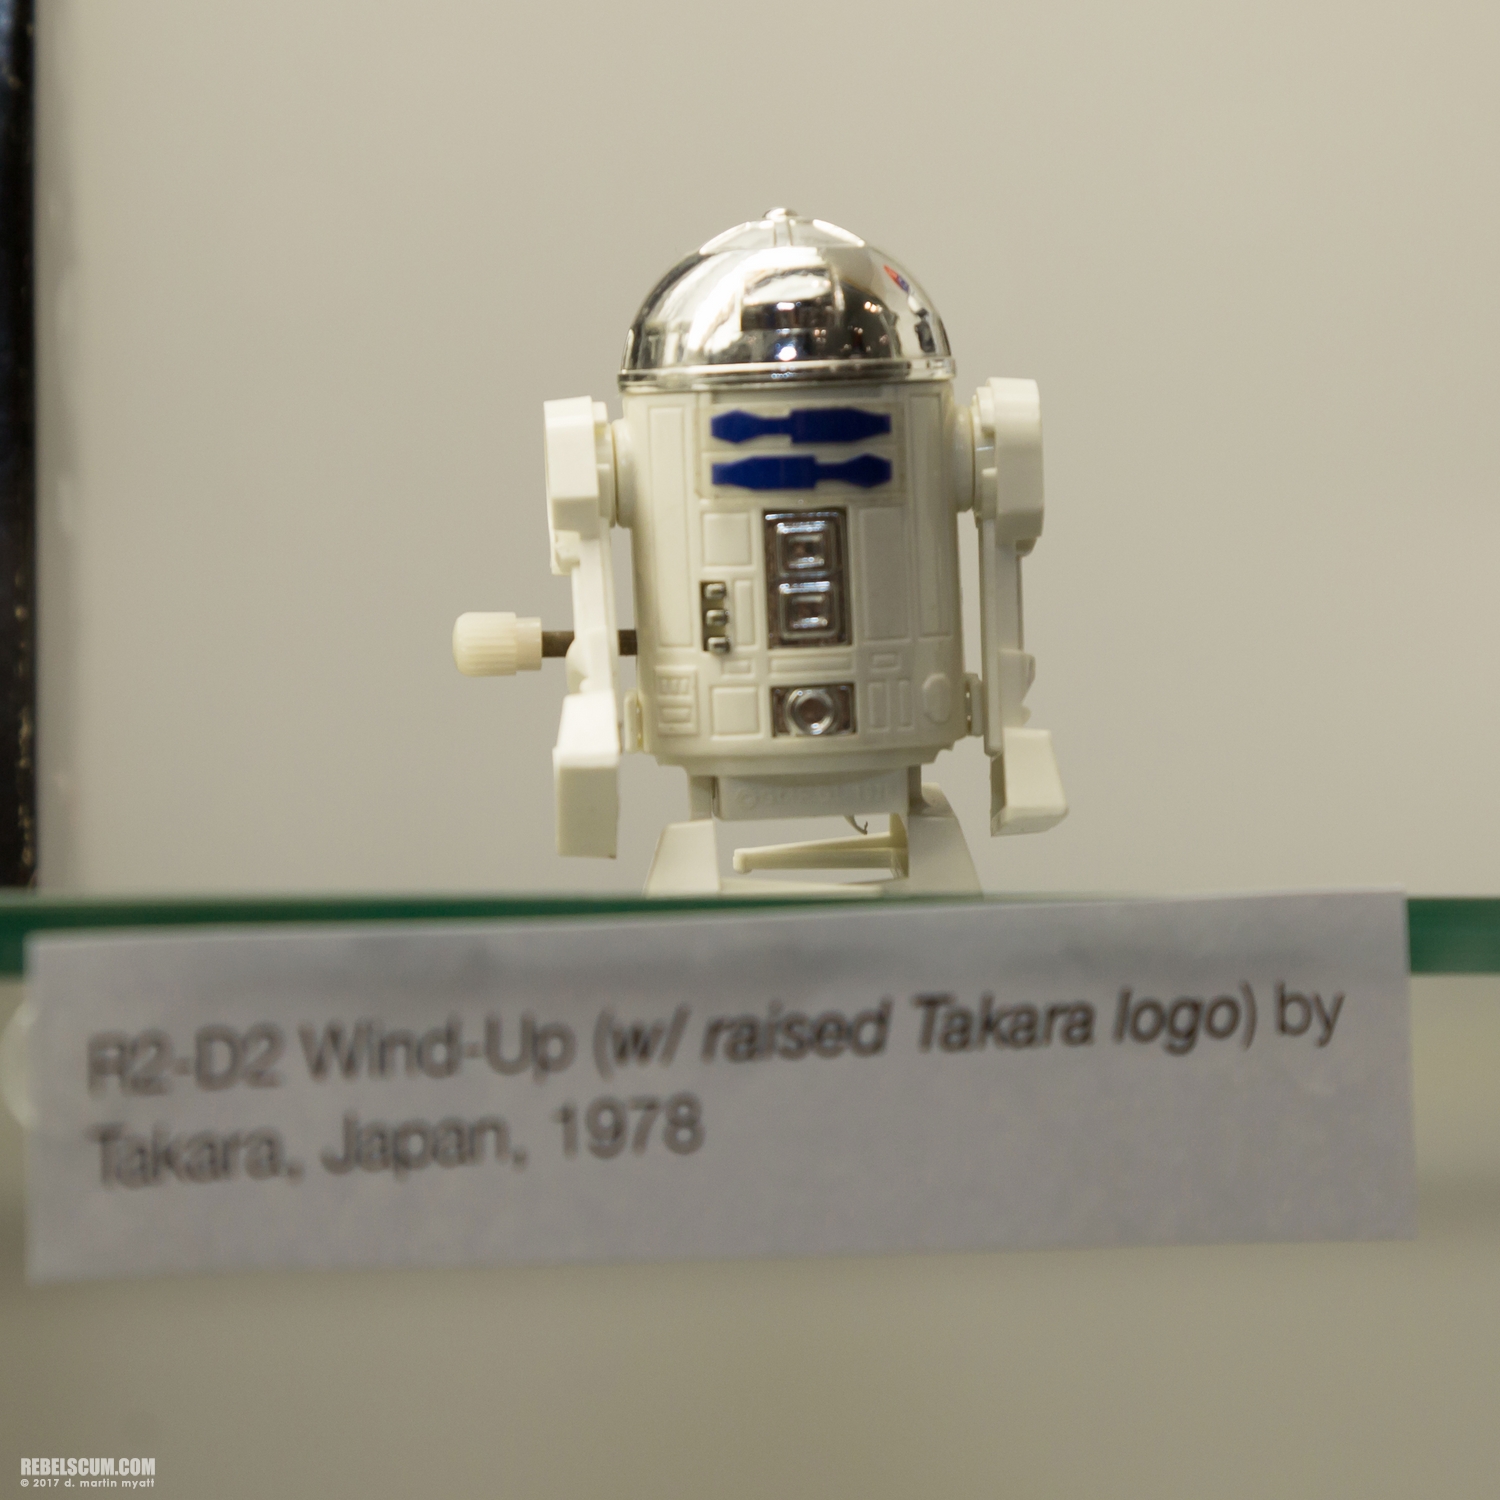 R2-D2 Wind-Up (w/ raised Takara logo) by
Takara, Japan, 1978
REBELSCUM.COM
© 2017 d. martin myatt